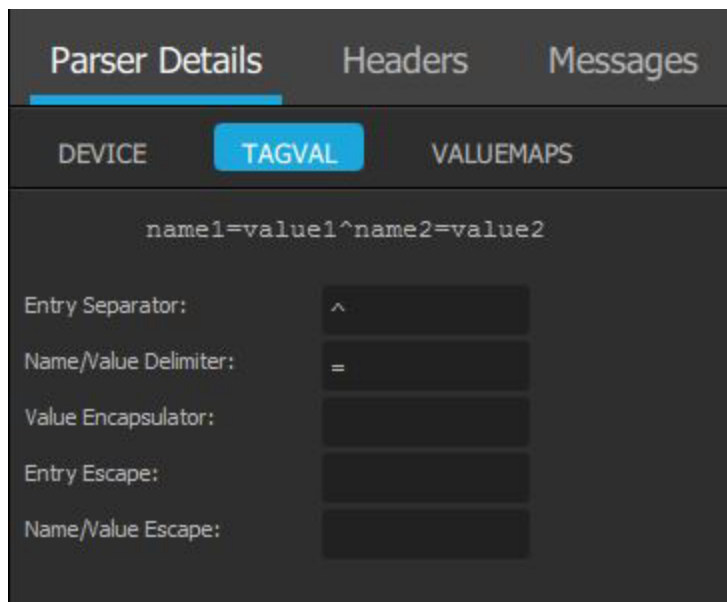 Parser Details Headers Messages
DEVICE TAGVAL VALUEMAPS
name1=value1^name2=value2
Entry Separator: ^
Name/Value Delimiter: =
Value Encapsulator:
Entry Escape:
Name/Value Escape: